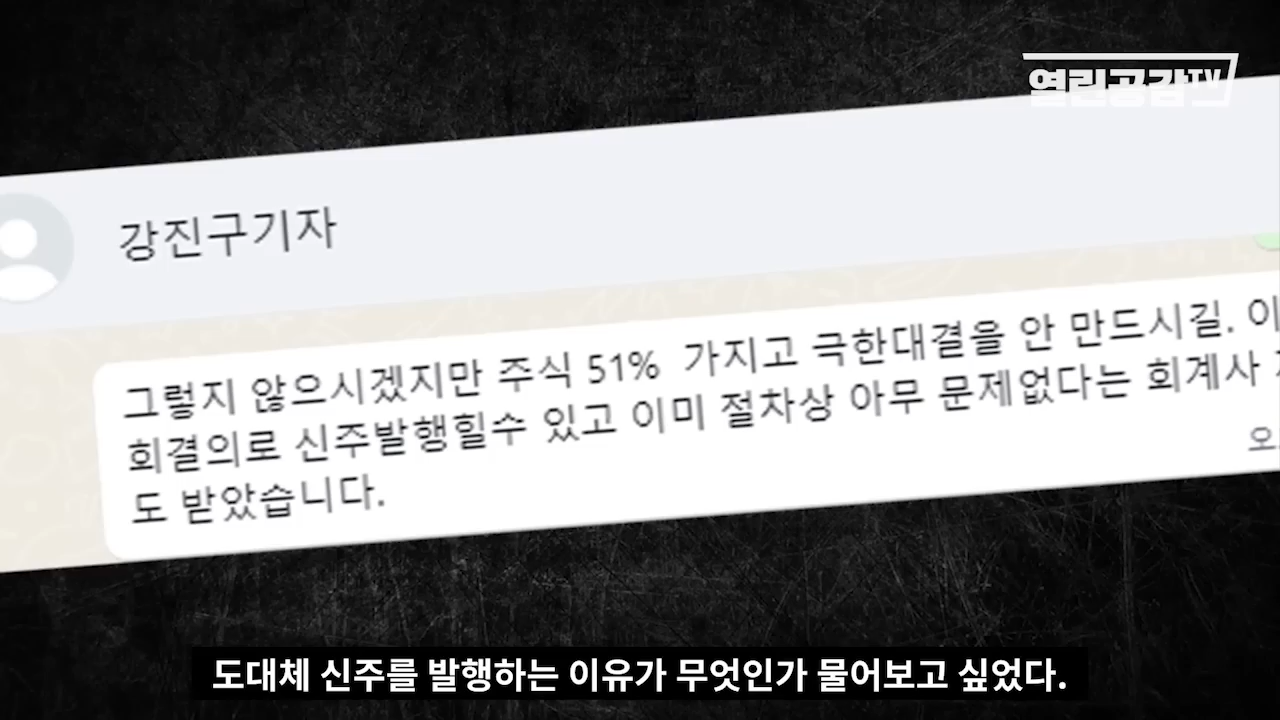 열린공감TV
강진구기자
그렇지 않으시겠지만 주식 51% 가지고 극한대결을 안 만드시길. 이
회결의로 신주발행힐수 있고 이미 절차상 아무 문제없다는 회계사
도 받았습니다.
오
도대체 신주를 발행하는 이유가 무엇인가 물어보고 싶었다.